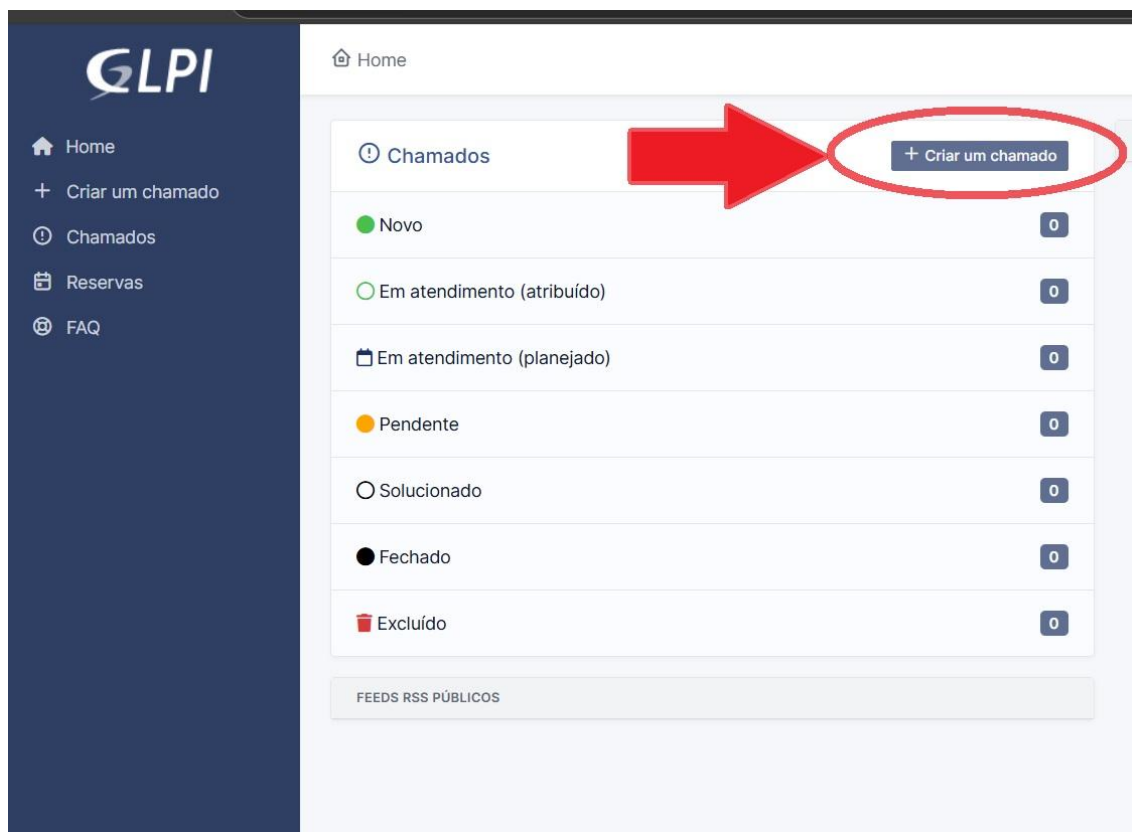 GLPI
Home
Criar um chamado
Chamados
Reservas
FAQ
Home
Chamados
+ Criar um chamado
Novo 0
Em atendimento (atribuído) 0
Em atendimento (planejado) 0
Pendente 0
Solucionado 0
Fechado 0
Excluído 0
FEEDS RSS PÚBLICOS